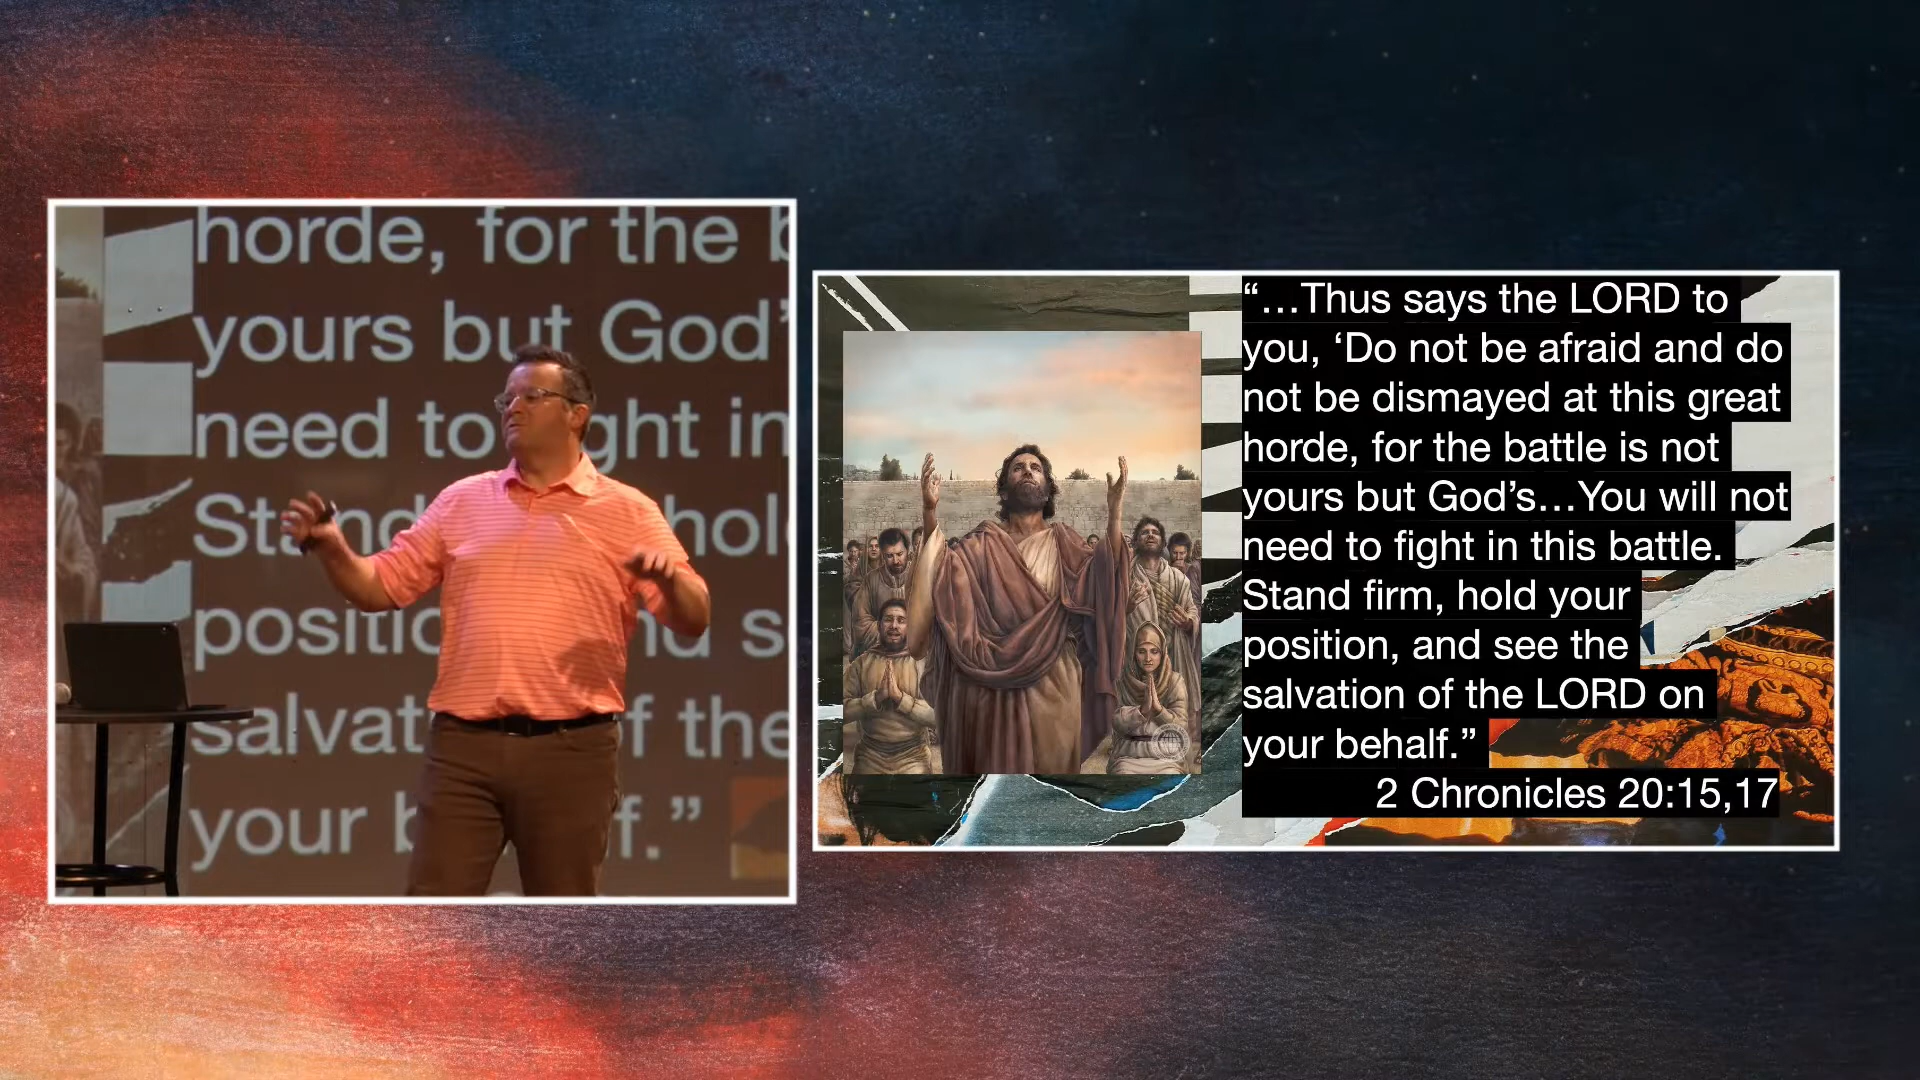 horde, for the b
yours but God'
need to ght in
Stand hol
positio nd s
salvat f the
your b f.”
“…Thus says the LORD to
you, ‘Do not be afraid and do
not be dismayed at this great
horde, for the battle is not
yours but God’s…You will not
need to fight in this battle.
Stand firm, hold your
position, and see the
salvation of the LORD on
your behalf.”
2 Chronicles 20:15,17